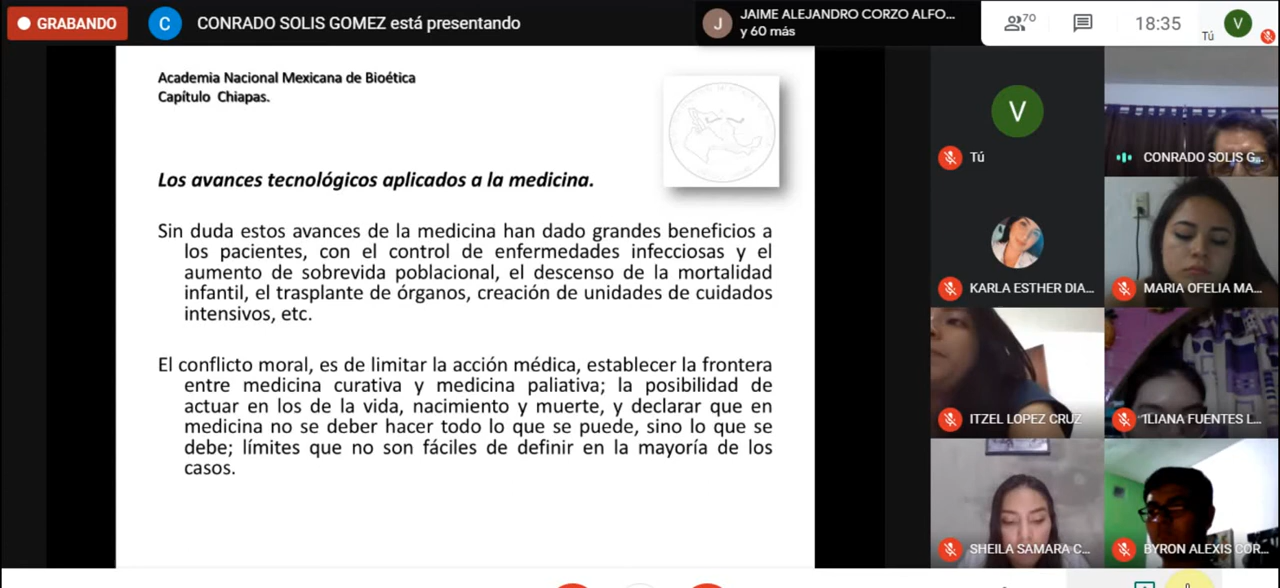 GRABANDO
C
CONRADO SOLIS GOMEZ está presentando
J
JAIME ALEJANDRO CORZO ALFO...
y 60 más
70
18:35
Tú
V
Academia Nacional Mexicana de Bioética
Capítulo Chiapas.
Los avances tecnológicos aplicados a la medicina.
Sin duda estos avances de la medicina han dado grandes beneficios a
los pacientes, con el control de enfermedades infecciosas y el
aumento de sobrevida poblacional, el descenso de la mortalidad
infantil, el trasplante de órganos, creación de unidades de cuidados
intensivos, etc.
El conflicto moral, es de limitar la acción médica, establecer la frontera
entre medicina curativa y medicina paliativa; la posibilidad de
actuar en los de la vida, nacimiento y muerte, y declarar que en
medicina no se deber hacer todo lo que se puede, sino lo que se
debe; límites que no son fáciles de definir en la mayoría de los
casos.
V
Tú
CONRADO SOLIS G...
KARLA ESTHER DIA...
MARIA OFELIA MA...
ITZEL LOPEZ CRUZ
ILIANA FUENTES L...
SHEILA SAMARA C...
BYRON ALEXIS COR...